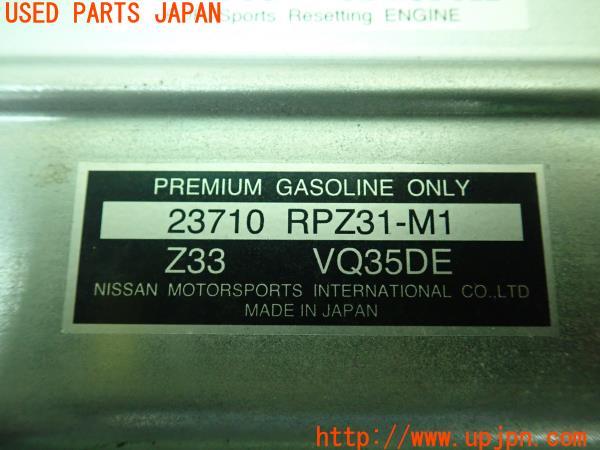 USED PARTS JAPAN
Sports Resetting ENGINE
PREMIUM GASOLINE ONLY
23710 RPZ31-M1
Z33 VQ35DE
NISSAN MOTORSPORTS INTERNATIONAL CO.,LTD
MADE IN JAPAN
UPJ http://www.upjpn.com/